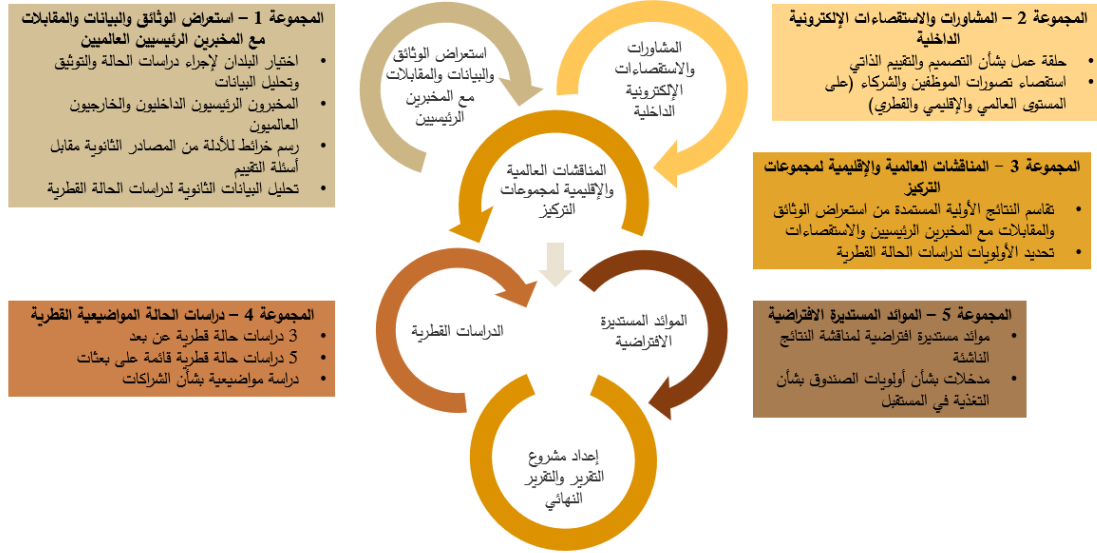 المجموعة 1 – استعراض الوثائق والبيانات والمقابلات
مع المخبرين الرئيسيين العالميين
• اختيار البلدان لإجراء دراسات الحالة والتوثيق
وتحليل البيانات
• المخبرون الرئيسيون الداخليون والخارجيون
العالميون
• رسم خرائط للأدلة من المصادر الثانوية مقابل
أسئلة التقييم
• تحليل البيانات الثانوية لدراسات الحالة القطرية
المجموعة 2 – المشاورات والاستقصاءات الإلكترونية
الداخلية
• حلقة عمل بشأن التصميم والتقييم الذاتي
• استقصاء تصورات الموظفين والشركاء (على
المستوى العالمي والإقليمي والقطري)
المجموعة 3 – المناقشات العالمية والإقليمية لمجموعات
التركيز
• تقاسم النتائج الأولية المستمدة من استعراض الوثائق
والمقابلات مع المخبرين الرئيسيين والاستقصاءات
• تحديد الأولويات لدراسات الحالة القطرية
المجموعة 4 – دراسات الحالة المواضيعية القطرية
• 3 دراسات حالة قطرية عن بعد
• 5 دراسات حالة قطرية قائمة على بعثات
• دراسة مواضيعية بشأن الشراكات
المجموعة 5 – الموائد المستديرة الافتراضية
• موائد مستديرة افتراضية لمناقشة النتائج
الناشئة
• مدخلات بشأن أولويات الصندوق بشأن
التغذية في المستقبل
استعراض الوثائق
والبيانات والمقابلات
مع المخبرين
الرئيسيين
المشاورات
والاستقصاءات
الإلكترونية
الداخلية
المناقشات العالمية
والإقليمية لمجموعات
التركيز
الدراسات القطرية
الموائد المستديرة
الافتراضية
إعداد مشروع
التقرير والتقرير
النهائي